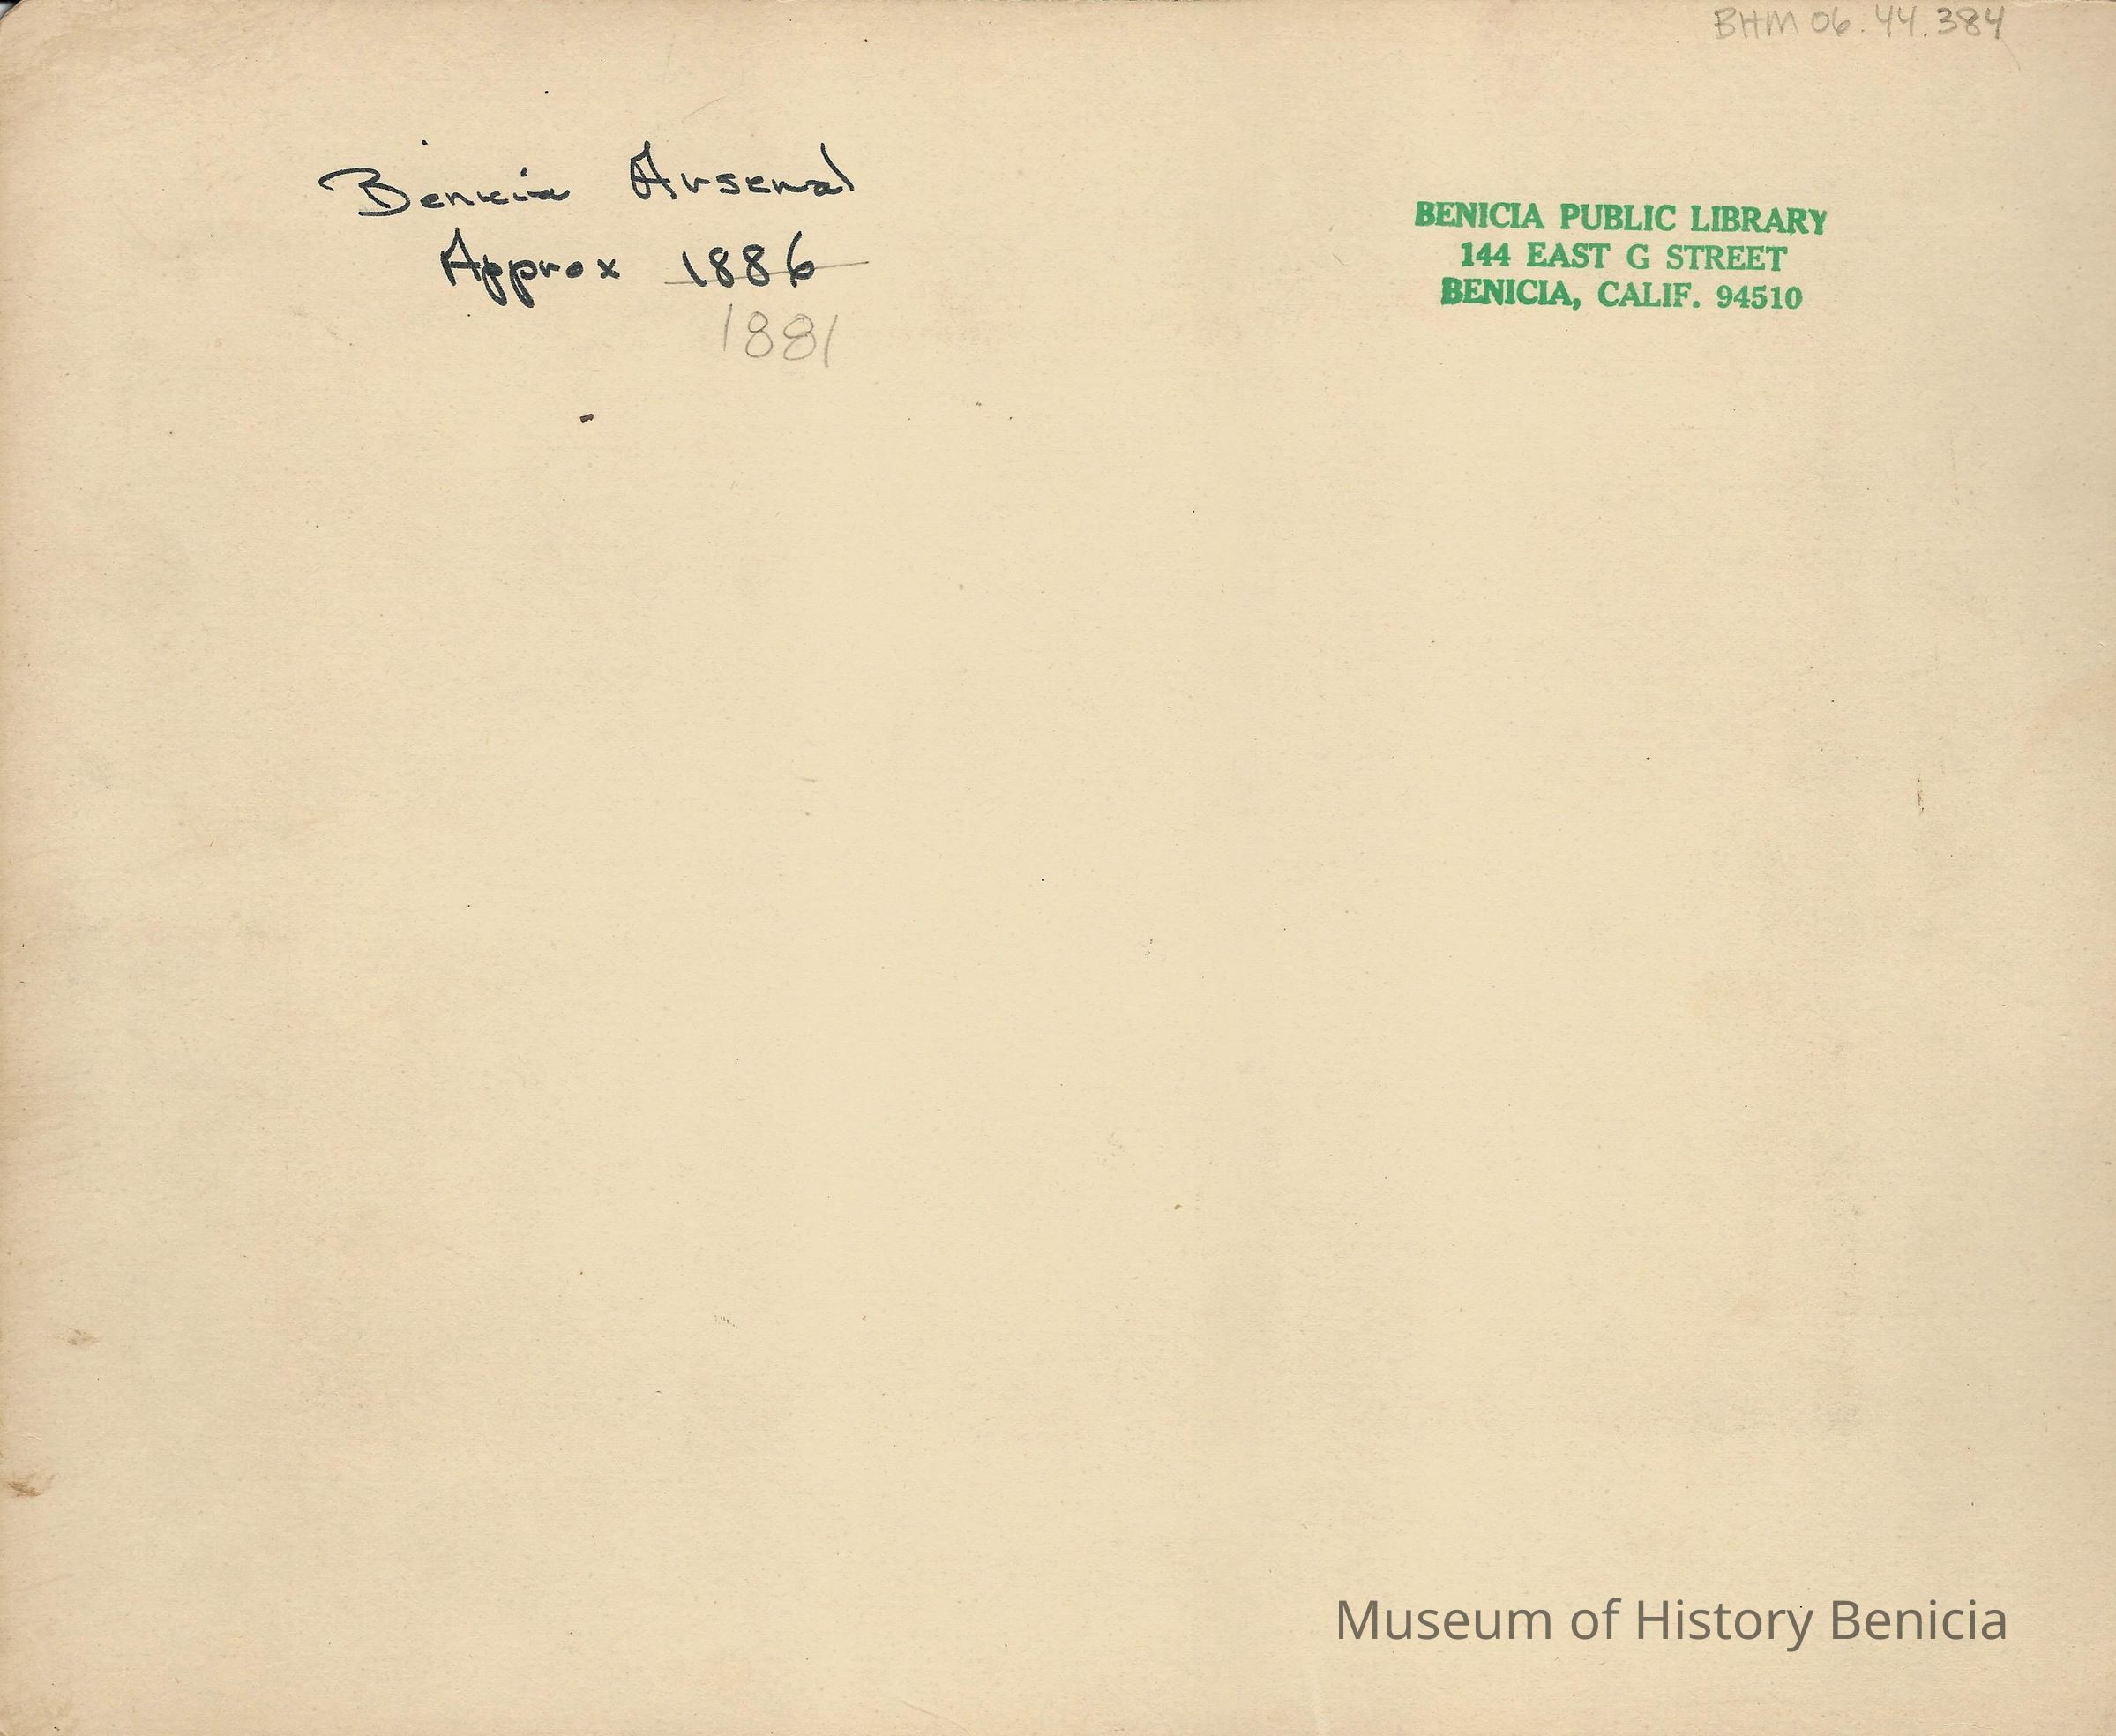 BHM 06.44.384
Benicia Arsenal
Approx 1886
1881
BENICIA PUBLIC LIBRARY
144 EAST G STREET
BENICIA, CALIF. 94510
Museum of History Benicia